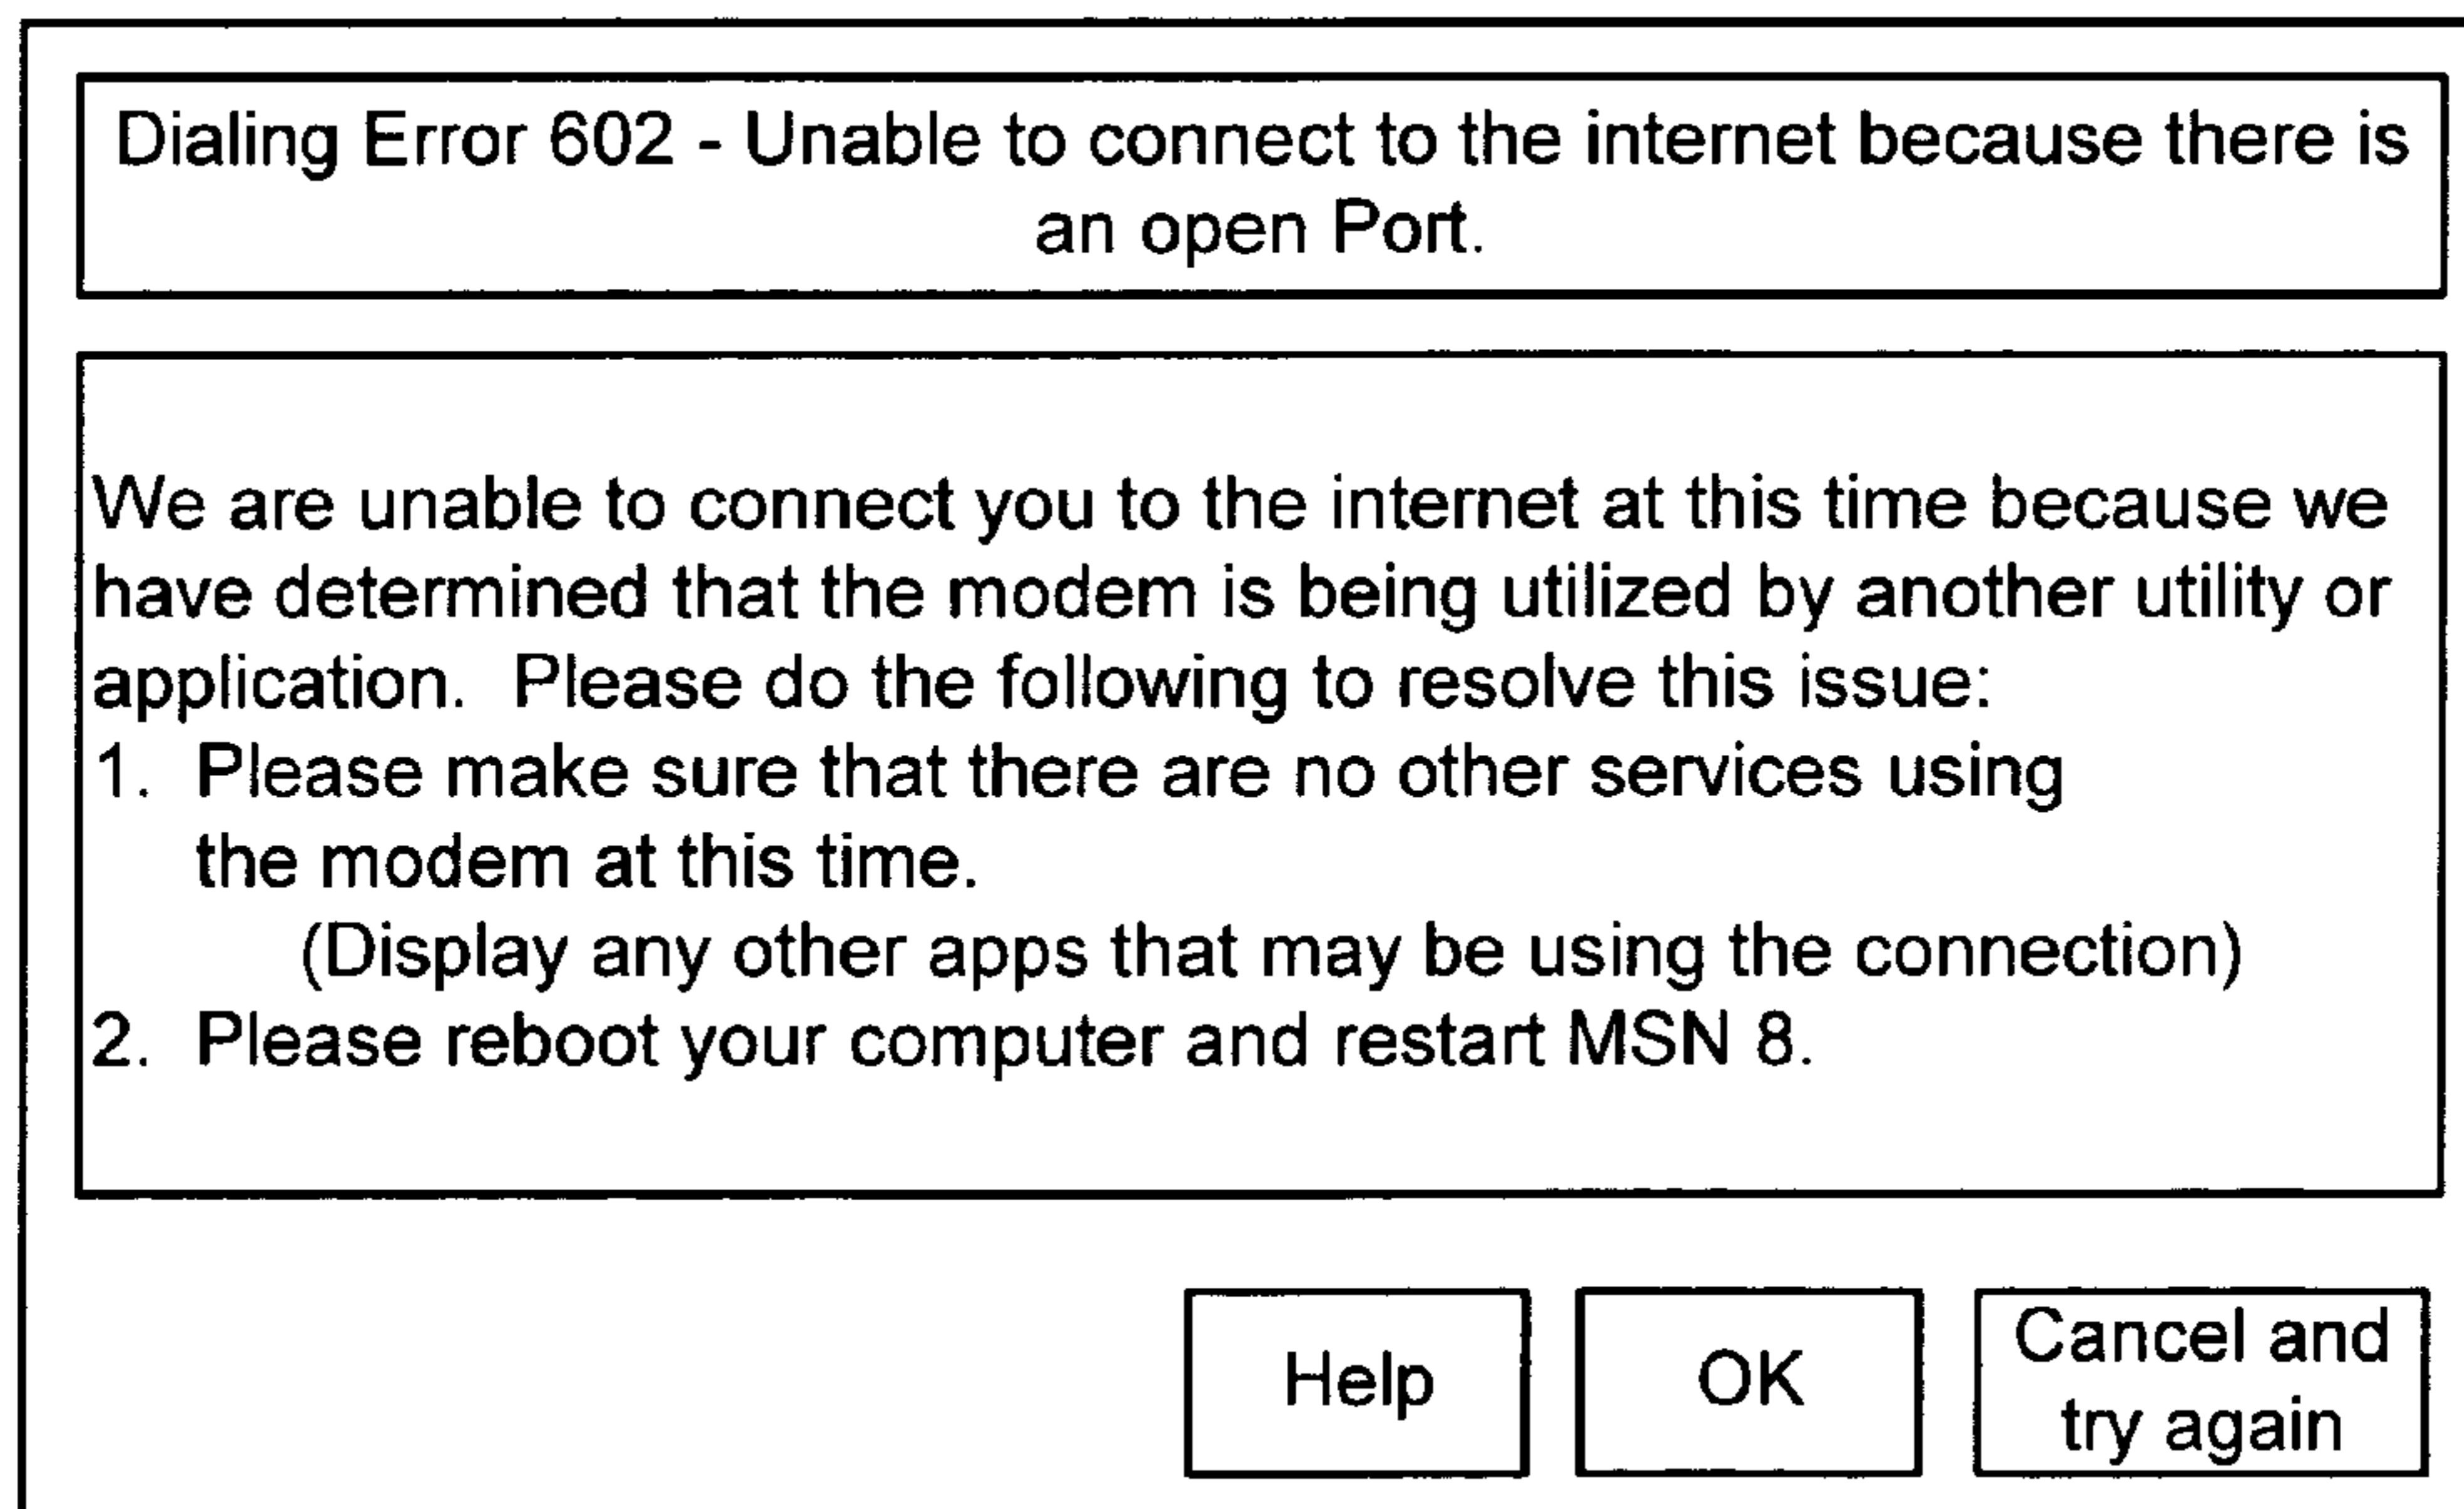 Dialing Error 602 - Unable to connect to the internet because there is
an open Port.
We are unable to connect you to the internet at this time because we
have determined that the modem is being utilized by another utility or
application.  Please do the following to resolve this issue:
1.  Please make sure that there are no other services using
the modem at this time.
(Display any other apps that may be using the connection)
2.  Please reboot your computer and restart MSN 8.
Help
OK
Cancel and
try again